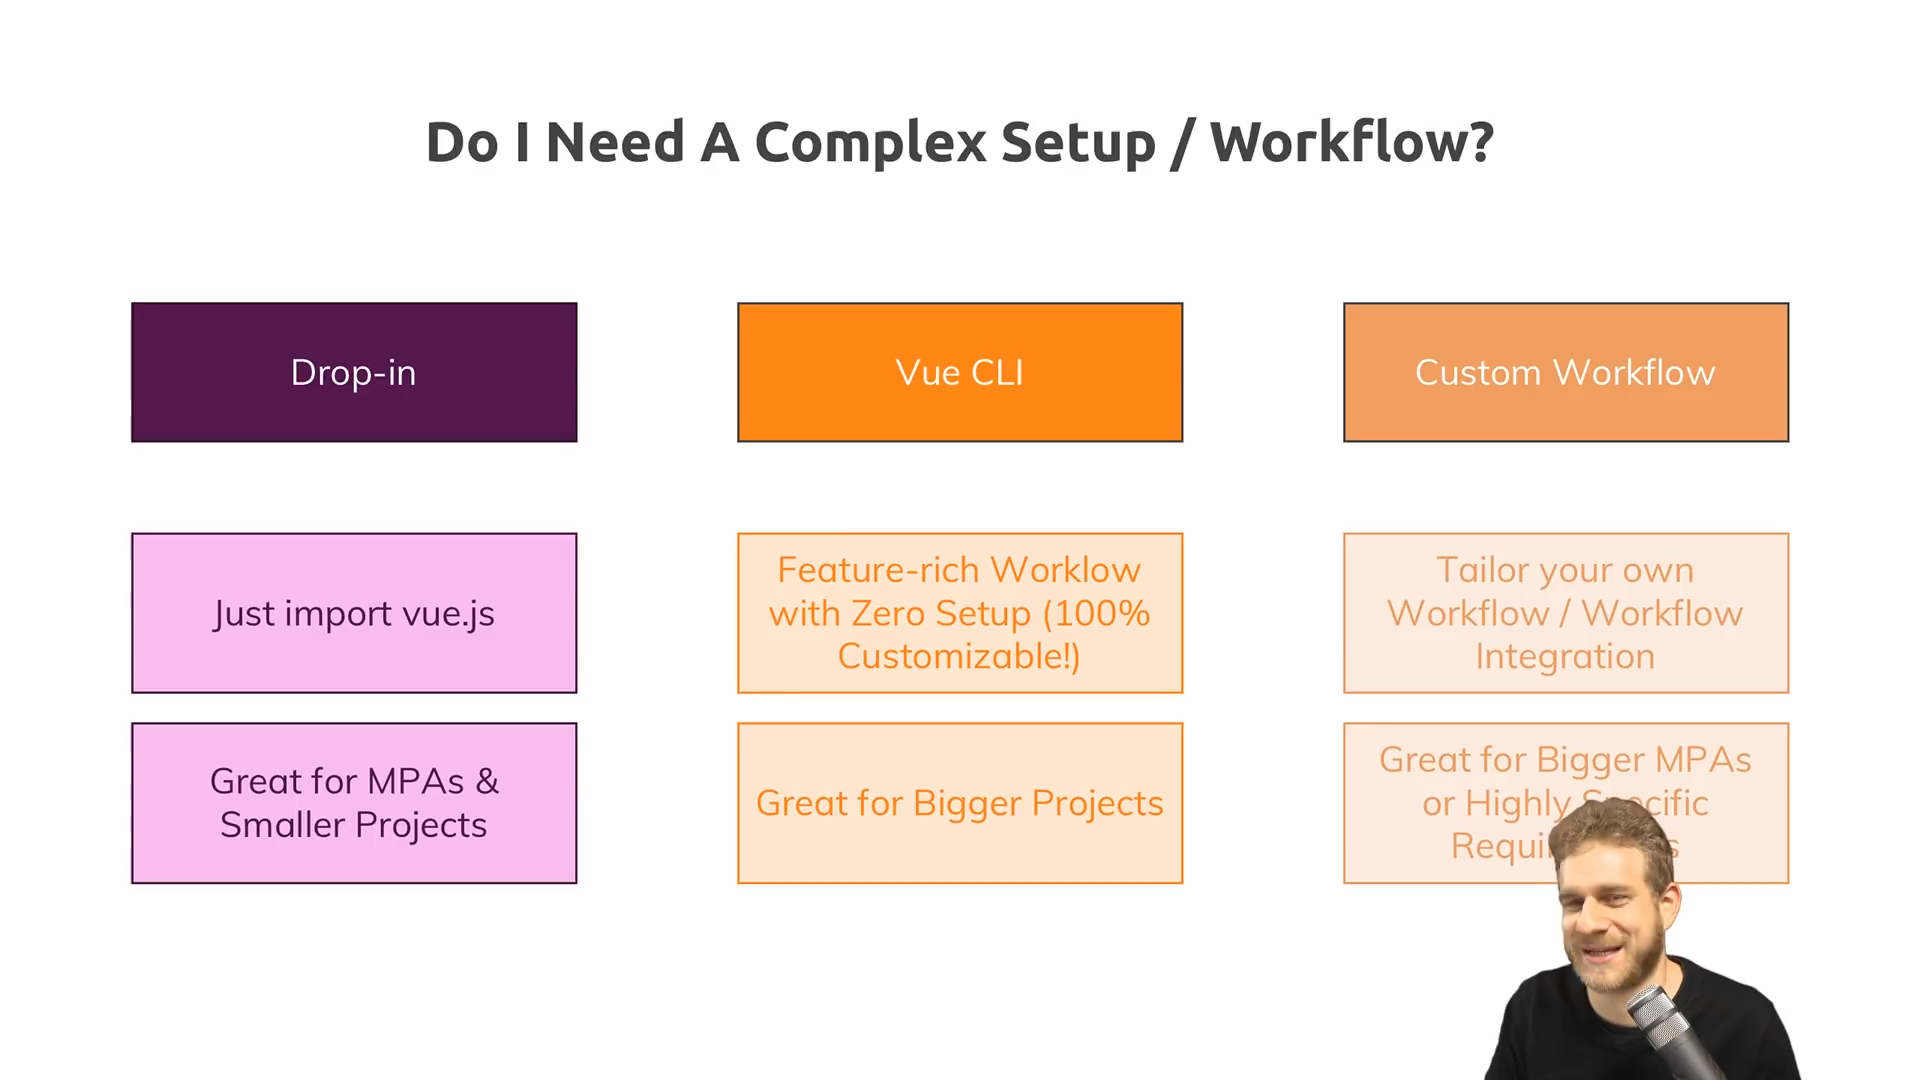 Do I Need A Complex Setup / Workflow?
Drop-in
Vue CLI
Custom Workflow
Just import vue.js
Feature-rich Worklow
with Zero Setup (100%
Customizable!)
Tailor your own
Workflow / Workflow
Integration
Great for MPAs &
Smaller Projects
Great for Bigger Projects
Great for Bigger MPAs
or Highly